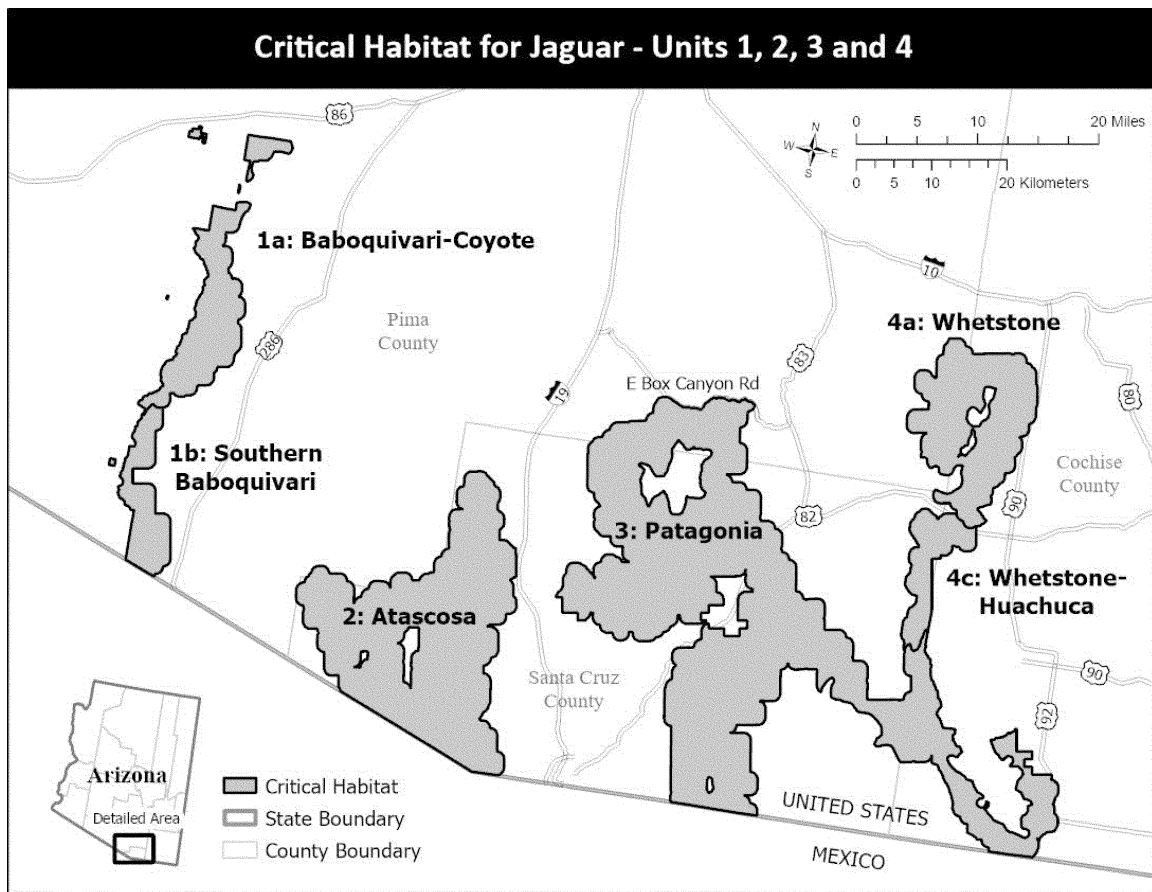 Critical Habitat for Jaguar - Units 1, 2, 3 and 4
86
N
W E
S
0 5 10 20 Miles
0 5 10 20 Kilometers
1a: Baboquivari-Coyote
10
Pima
County
286
4a: Whetstone
83
E Box Canyon Rd
19
80
1b: Southern
Baboquivari
Cochise
County
90
82
3: Patagonia
4c: Whetstone-
Huachuca
2: Atascosa
Santa Cruz
County
90
92
Arizona
Detailed Area
Critical Habitat
State Boundary
County Boundary
UNITED STATES
MEXICO